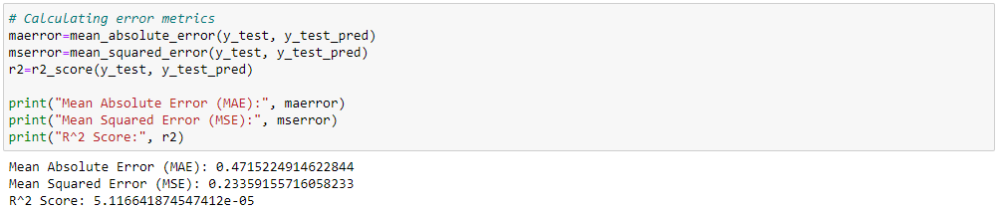 # Calculating error metrics
maerror=mean_absolute_error(y_test, y_test_pred)
mserror=mean_squared_error(y_test, y_test_pred)
r2=r2_score(y_test, y_test_pred)
print("Mean Absolute Error (MAE):", maerror)
print("Mean Squared Error (MSE):", mserror)
print("R^2 Score:", r2)
Mean Absolute Error (MAE): 0.4715224914622844
Mean Squared Error (MSE): 0.23359155716058233
R^2 Score: 5.116641874547412e-05